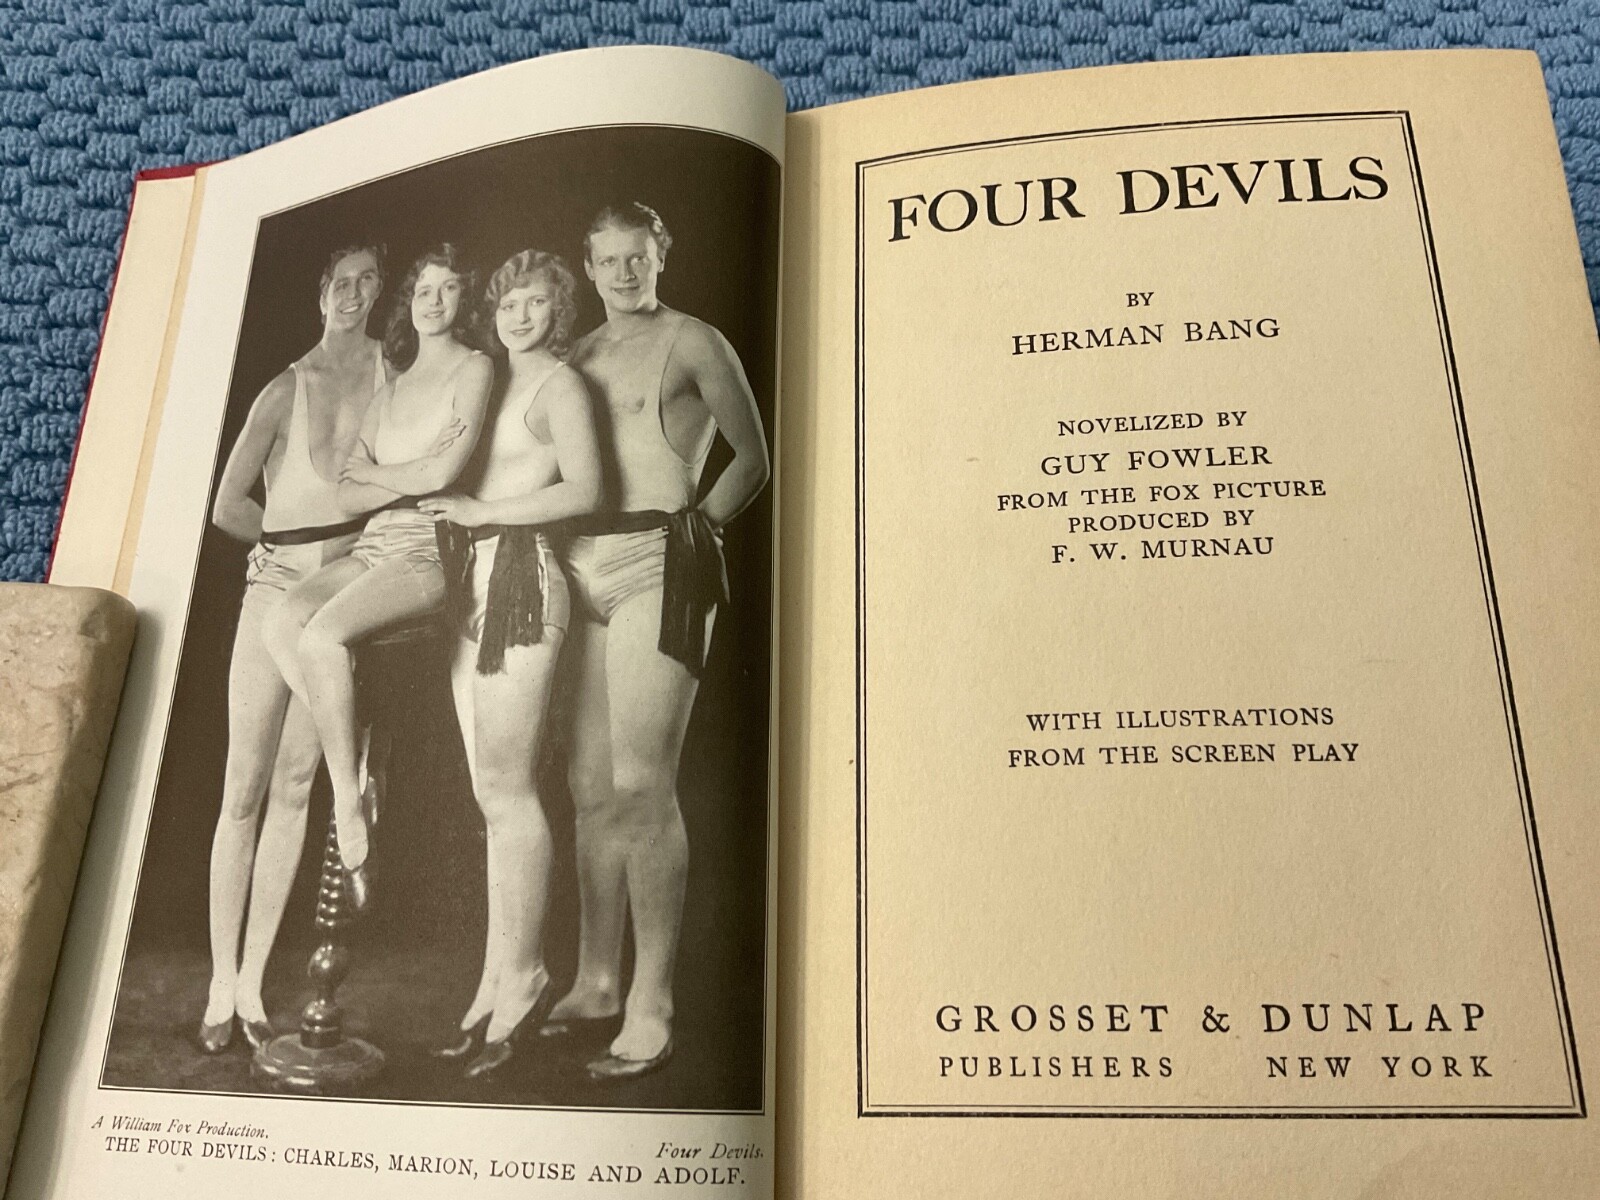 A William Fox Production.
Four Devils.
THE FOUR DEVILS: CHARLES, MARION, LOUISE AND ADOLF.
FOUR DEVILS
BY
HERMAN BANG
NOVELIZED BY
GUY FOWLER
FROM THE FOX PICTURE
PRODUCED BY
F. W. MURNAU
WITH ILLUSTRATIONS
FROM THE SCREEN PLAY
GROSSET & DUNLAP
PUBLISHERS NEW YORK